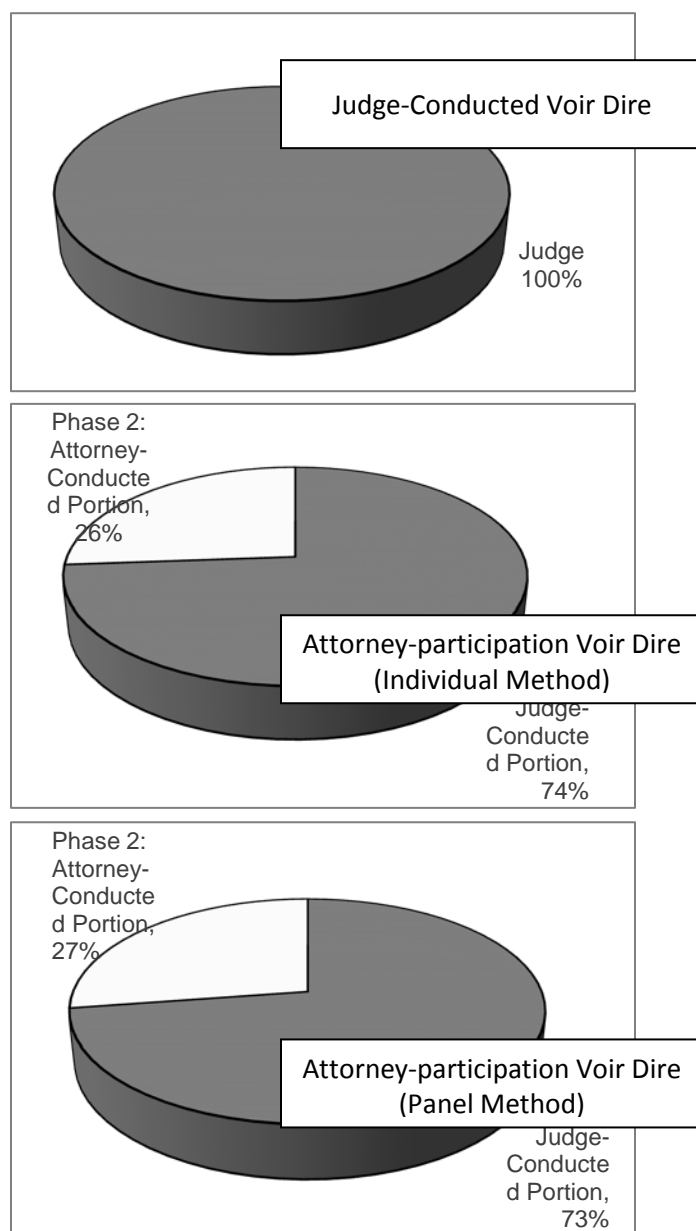 Judge-Conducted Voir Dire
Judge
100%
Phase 2:
Attorney-
Conducte
d Portion,
26%
Attorney-participation Voir Dire
(Individual Method)
Judge-
Conducte
d Portion,
74%
Phase 2:
Attorney-
Conducte
d Portion,
27%
Attorney-participation Voir Dire
(Panel Method)
Judge-
Conducte
d Portion,
73%